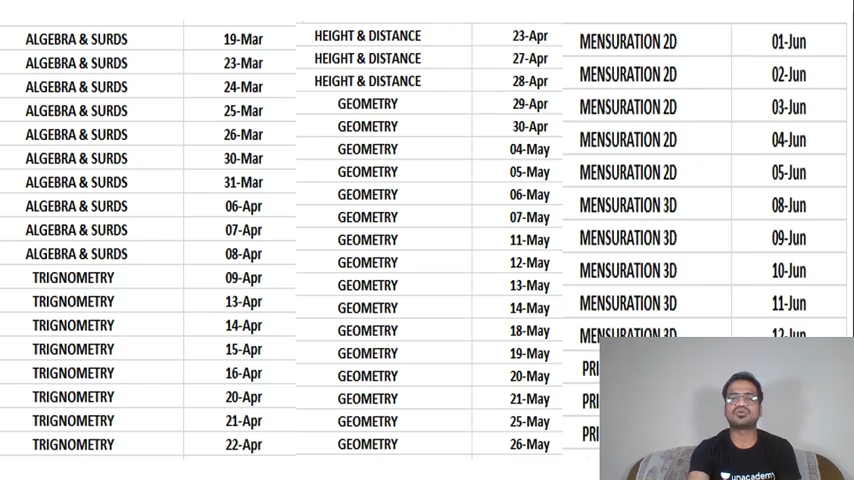 ALGEBRA & SURDS 19-Mar
ALGEBRA & SURDS 23-Mar
ALGEBRA & SURDS 24-Mar
ALGEBRA & SURDS 25-Mar
ALGEBRA & SURDS 26-Mar
ALGEBRA & SURDS 30-Mar
ALGEBRA & SURDS 31-Mar
ALGEBRA & SURDS 06-Apr
ALGEBRA & SURDS 07-Apr
ALGEBRA & SURDS 08-Apr
TRIGNOMETRY 09-Apr
TRIGNOMETRY 13-Apr
TRIGNOMETRY 14-Apr
TRIGNOMETRY 15-Apr
TRIGNOMETRY 16-Apr
TRIGNOMETRY 20-Apr
TRIGNOMETRY 21-Apr
TRIGNOMETRY 22-Apr
HEIGHT & DISTANCE 23-Apr
HEIGHT & DISTANCE 27-Apr
HEIGHT & DISTANCE 28-Apr
GEOMETRY 29-Apr
GEOMETRY 30-Apr
GEOMETRY 04-May
GEOMETRY 05-May
GEOMETRY 06-May
GEOMETRY 07-May
GEOMETRY 11-May
GEOMETRY 12-May
GEOMETRY 13-May
GEOMETRY 14-May
GEOMETRY 18-May
GEOMETRY 19-May
GEOMETRY 20-May
GEOMETRY 21-May
GEOMETRY 25-May
GEOMETRY 26-May
MENSURATION 2D 01-Jun
MENSURATION 2D 02-Jun
MENSURATION 2D 03-Jun
MENSURATION 2D 04-Jun
MENSURATION 2D 05-Jun
MENSURATION 3D 08-Jun
MENSURATION 3D 09-Jun
MENSURATION 3D 10-Jun
MENSURATION 3D 11-Jun
MENSURATION 3D 12-Jun
PRI
PRI
PRI
unacademy